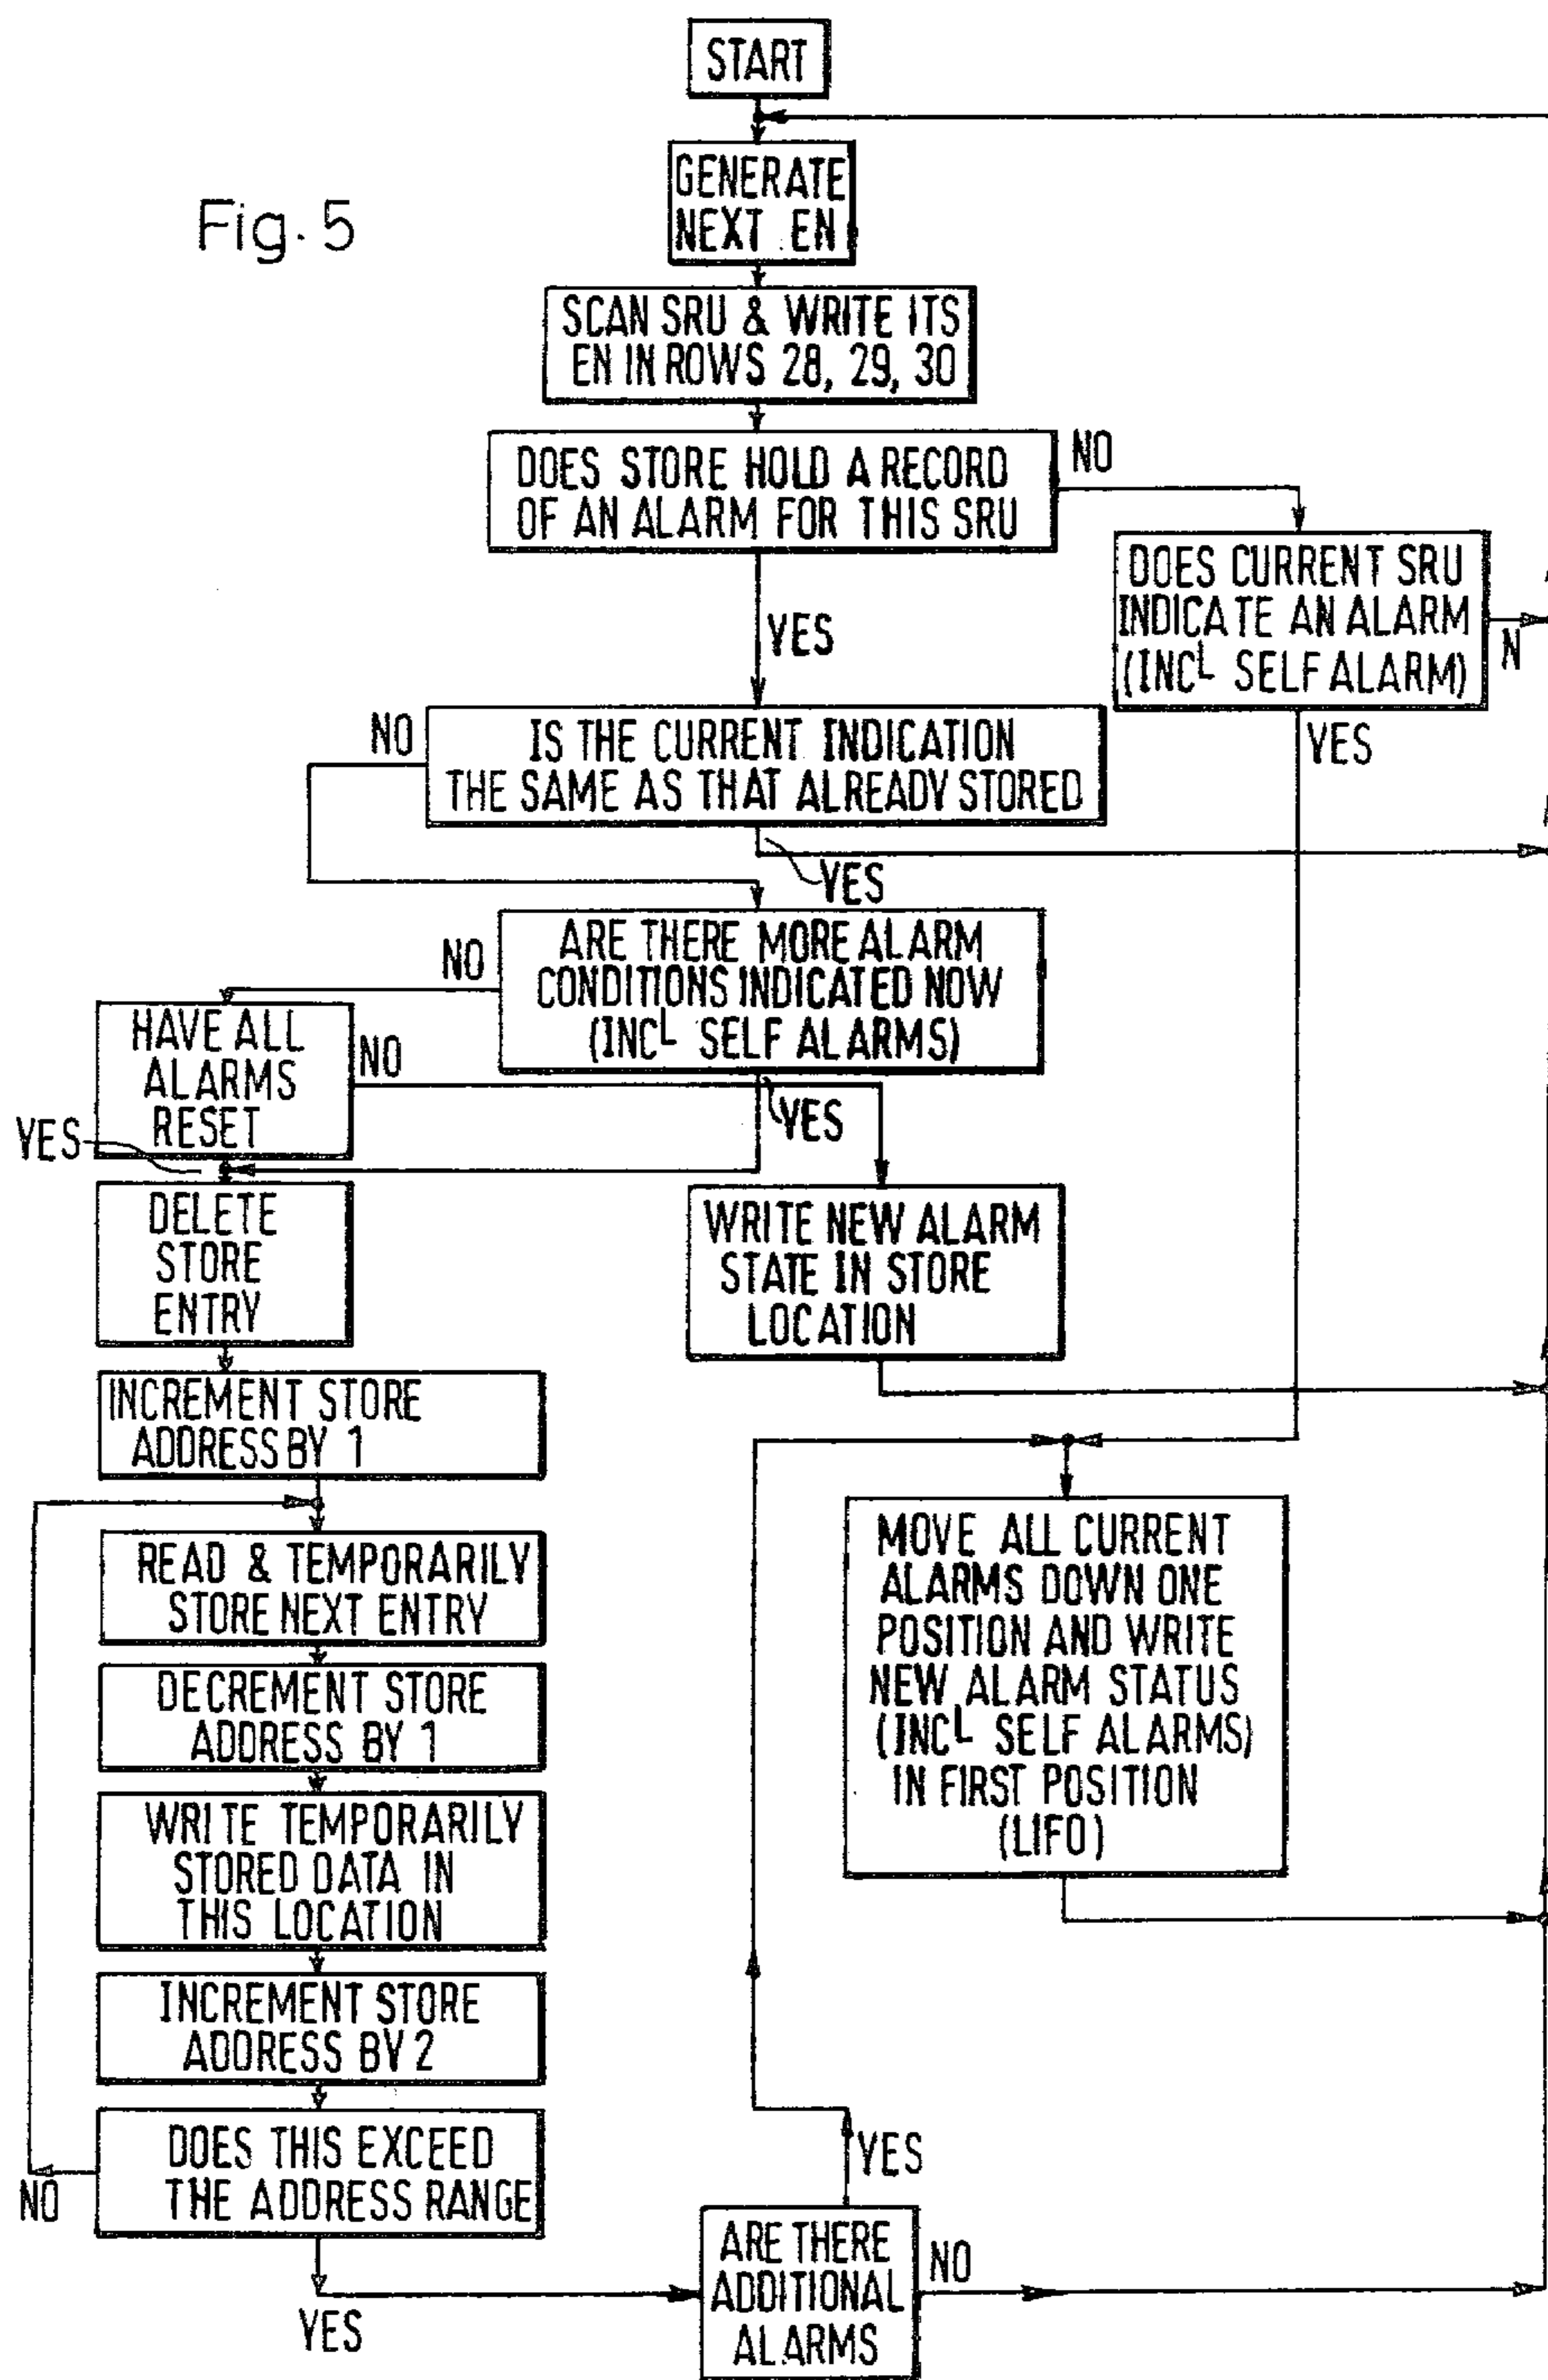 START
Fig. 5
GENERATE
NEXT EN
SCAN SRU & WRITE ITS
EN IN ROWS 28, 29, 30
DOES STORE HOLD A RECORD
OF AN ALARM FOR THIS SRU
NO
DOES CURRENT SRU
INDICATE AN ALARM
(INCL SELF ALARM)
N
YES
YES
NO
IS THE CURRENT INDICATION
THE SAME AS THAT ALREADY STORED
YES
ARE THERE MORE ALARM
CONDITIONS INDICATED NOW
(INCL SELF ALARMS)
NO
HAVE ALL
ALARMS
RESET
NO
YES
YES
DELETE
STORE
ENTRY
WRITE NEW ALARM
STATE IN STORE
LOCATION
INCREMENT STORE
ADDRESS BY 1
READ & TEMPORARILY
STORE NEXT ENTRY
DECREMENT STORE
ADDRESS BY 1
WRITE TEMPORARILY
STORED DATA IN
THIS LOCATION
INCREMENT STORE
ADDRESS BY 2
DOES THIS EXCEED
THE ADDRESS RANGE
NO
YES
MOVE ALL CURRENT
ALARMS DOWN ONE
POSITION AND WRITE
NEW ALARM STATUS
(INCL SELF ALARMS)
IN FIRST POSITION
(LIFO)
YES
ARE THERE
ADDITIONAL
ALARMS
NO